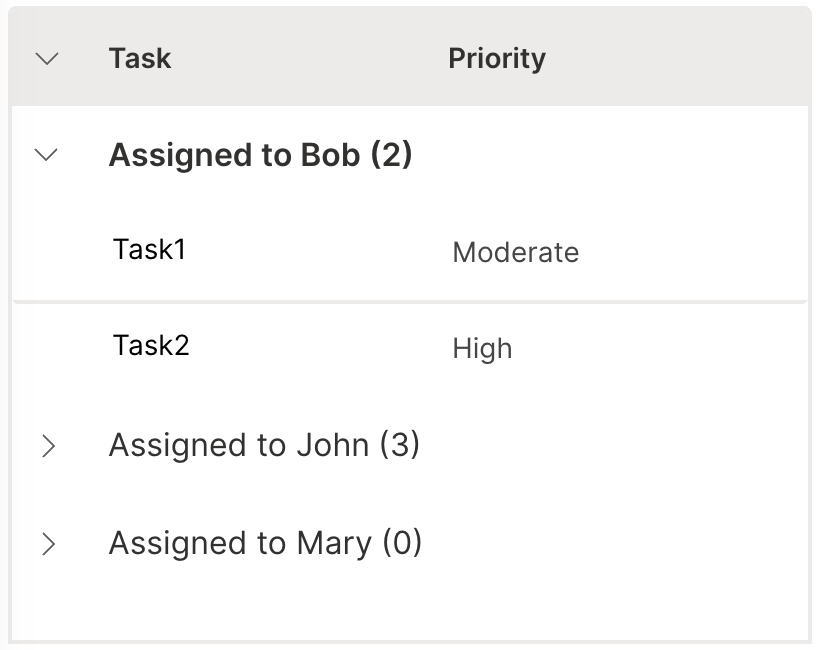 Task Priority
Assigned to Bob (2)
Task1 Moderate
Task2 High
Assigned to John (3)
Assigned to Mary (0)